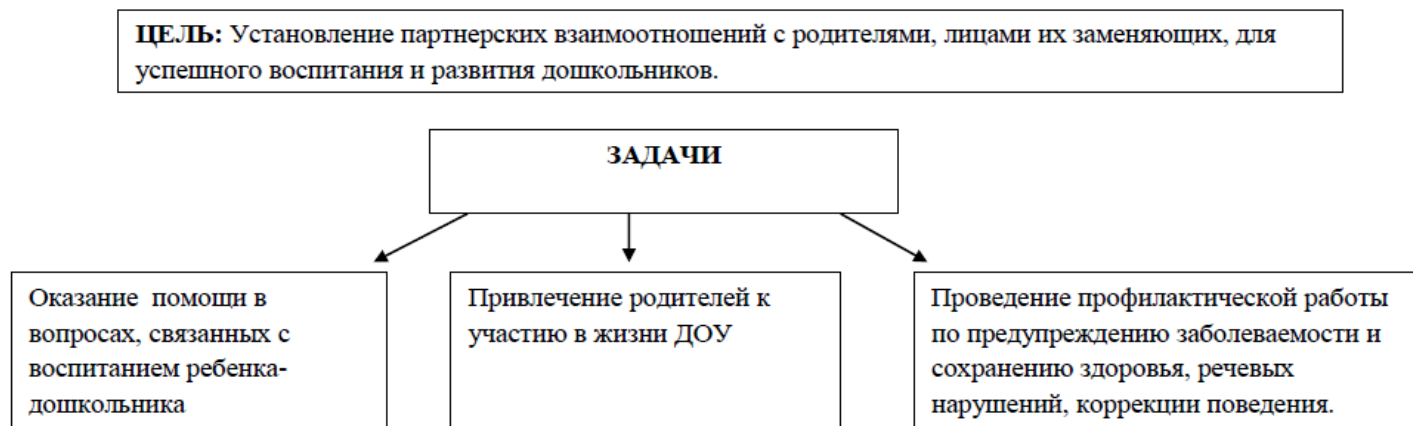 ЦЕЛЬ: Установление партнерских взаимоотношений с родителями, лицами их заменяющих, для
успешного воспитания и развития дошкольников.
ЗАДАЧИ
Оказание помощи в
вопросах, связанных с
воспитанием ребенка-
дошкольника
Привлечение родителей к
участию в жизни ДОУ
Проведение профилактической работы
по предупреждению заболеваемости и
сохранению здоровья, речевых
нарушений, коррекции поведения.